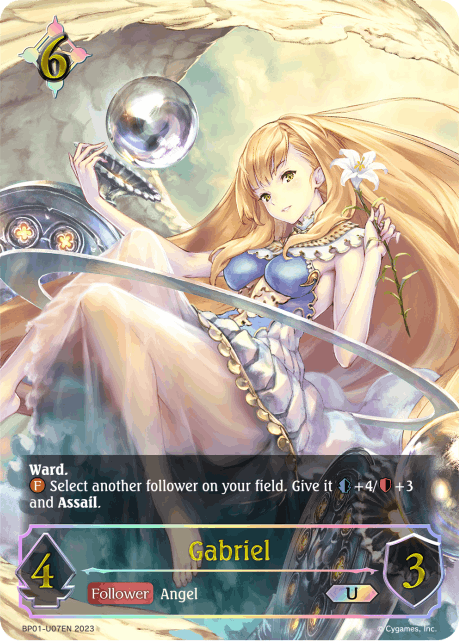 6
Ward.
F Select another follower on your field. Give it +4/+3
and Assail.
Gabriel
4
Follower Angel
U
3
BP01-U07EN 2023
© Cygames, Inc.